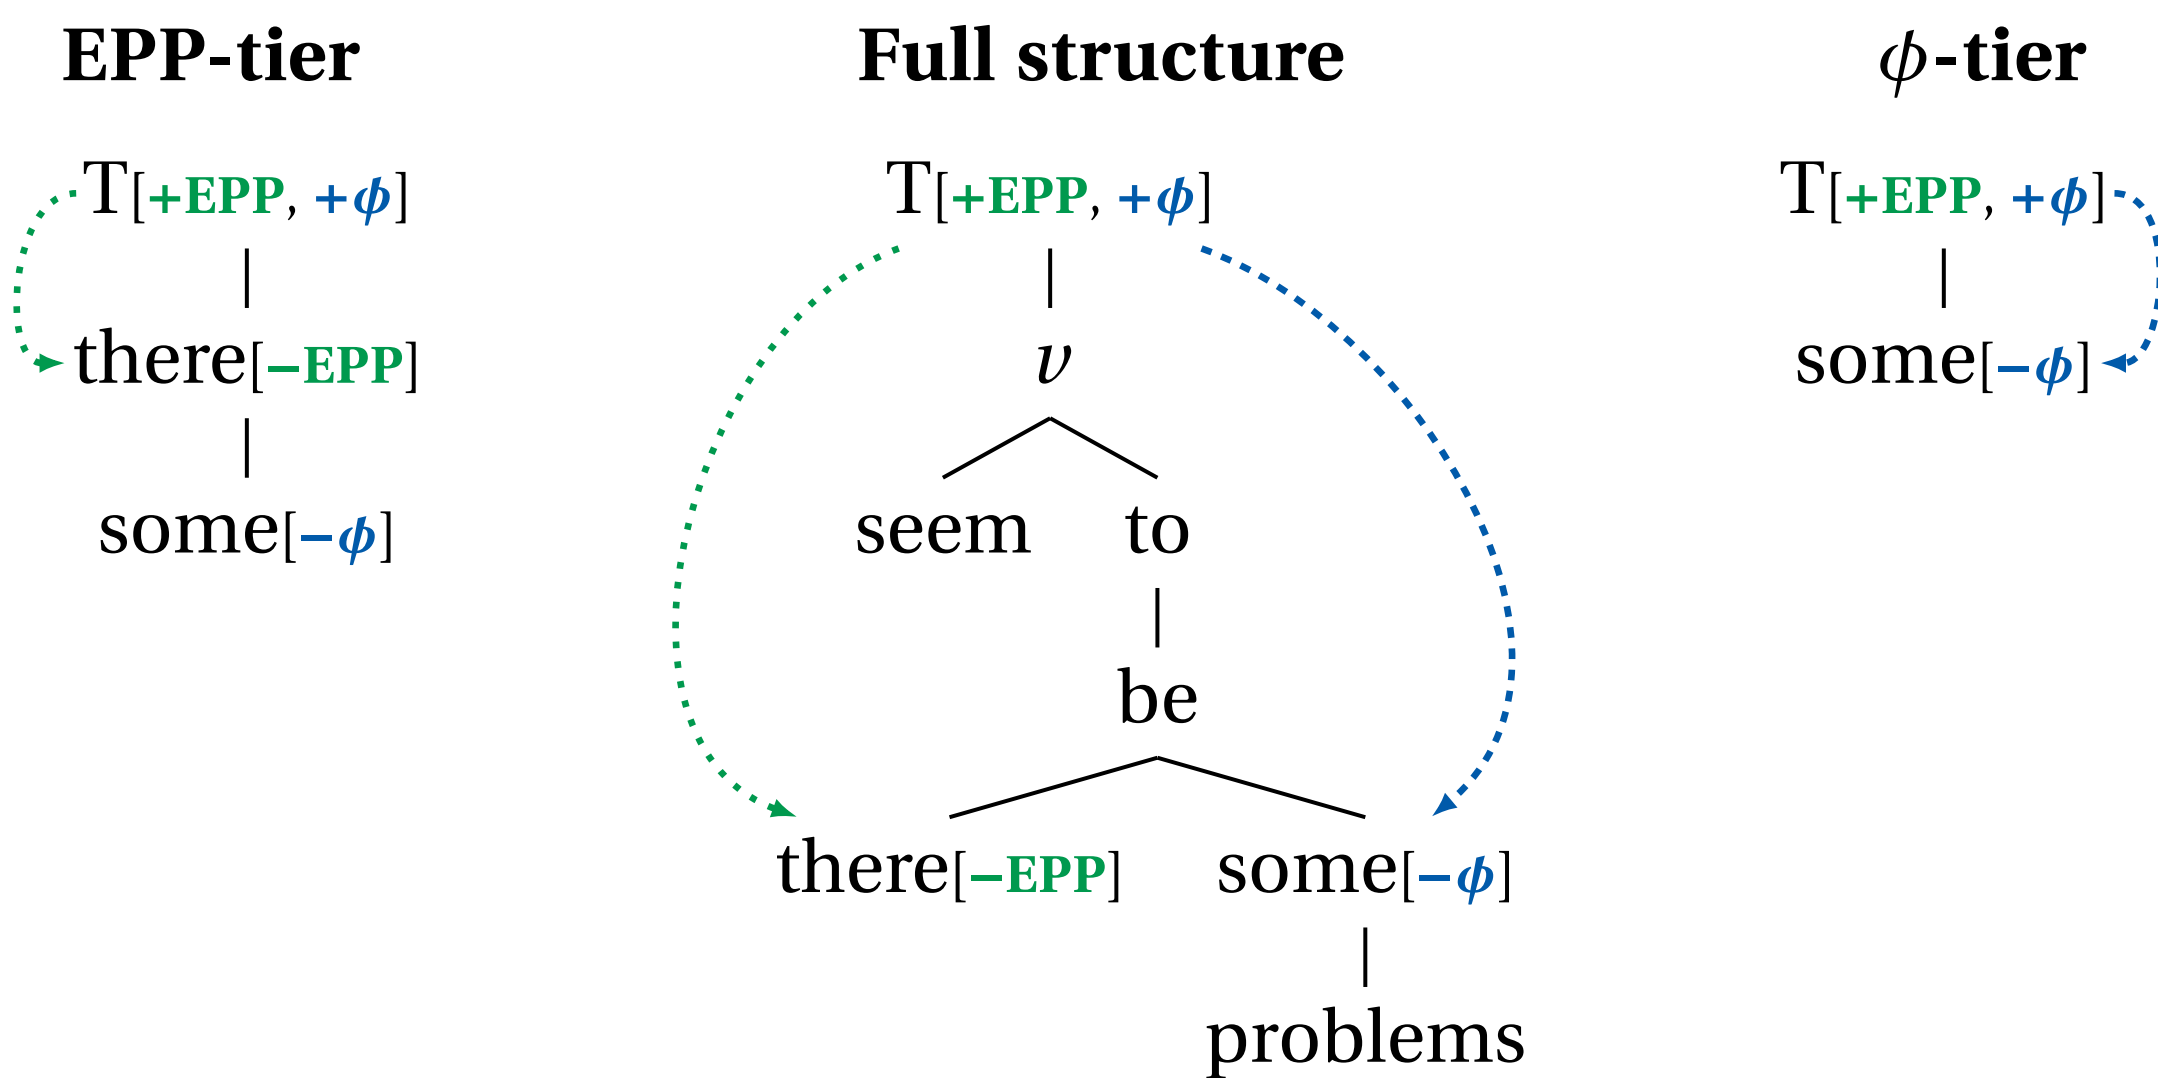 EPP-tier
T[+EPP, +ϕ]
there[−EPP]
some[−ϕ]
Full structure
T[+EPP, +ϕ]
v
seem to
be
there[−EPP] some[−ϕ]
problems
ϕ-tier
T[+EPP, +ϕ]
some[−ϕ]